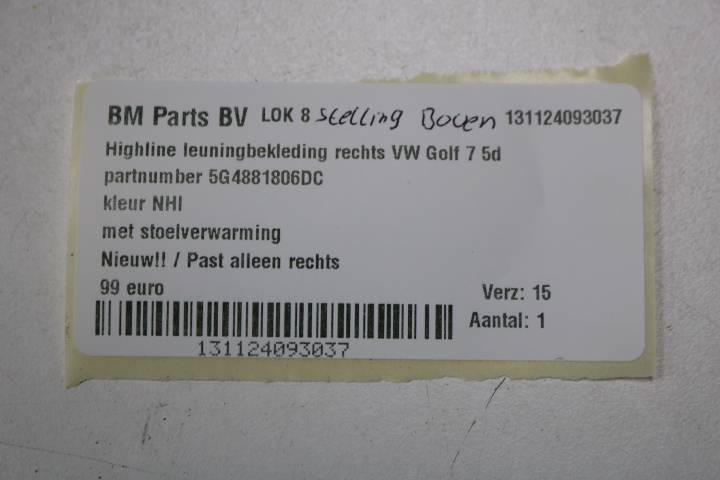 BM Parts BV LOK 8 Stelling Boven 131124093037
Highline leuningbekleding rechts VW Golf 7 5d
partnumber 5G4881806DC
kleur NHI
met stoelverwarming
Nieuw!! / Past alleen rechts
99 euro Verz: 15
Aantal: 1
131124093037